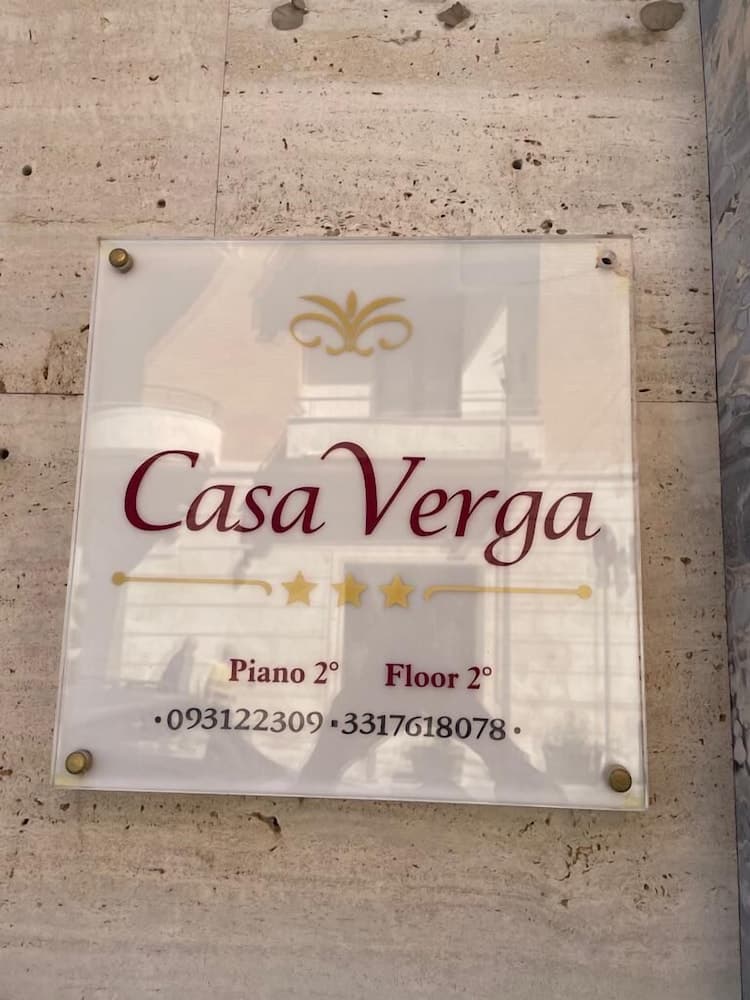 Casa Verga
Piano 2° Floor 2°
•093122309▪3317618078•